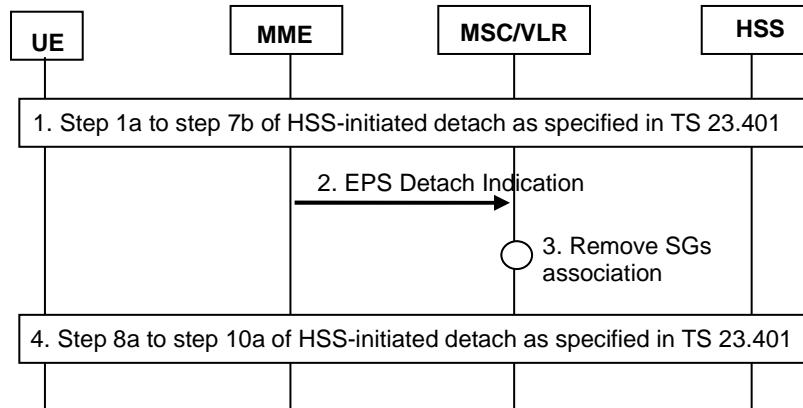 UE
MME
MSC/VLR
HSS
1. Step 1a to step 7b of HSS-initiated detach as specified in TS 23.401
2. EPS Detach Indication
3. Remove SGs
association
4. Step 8a to step 10a of HSS-initiated detach as specified in TS 23.401